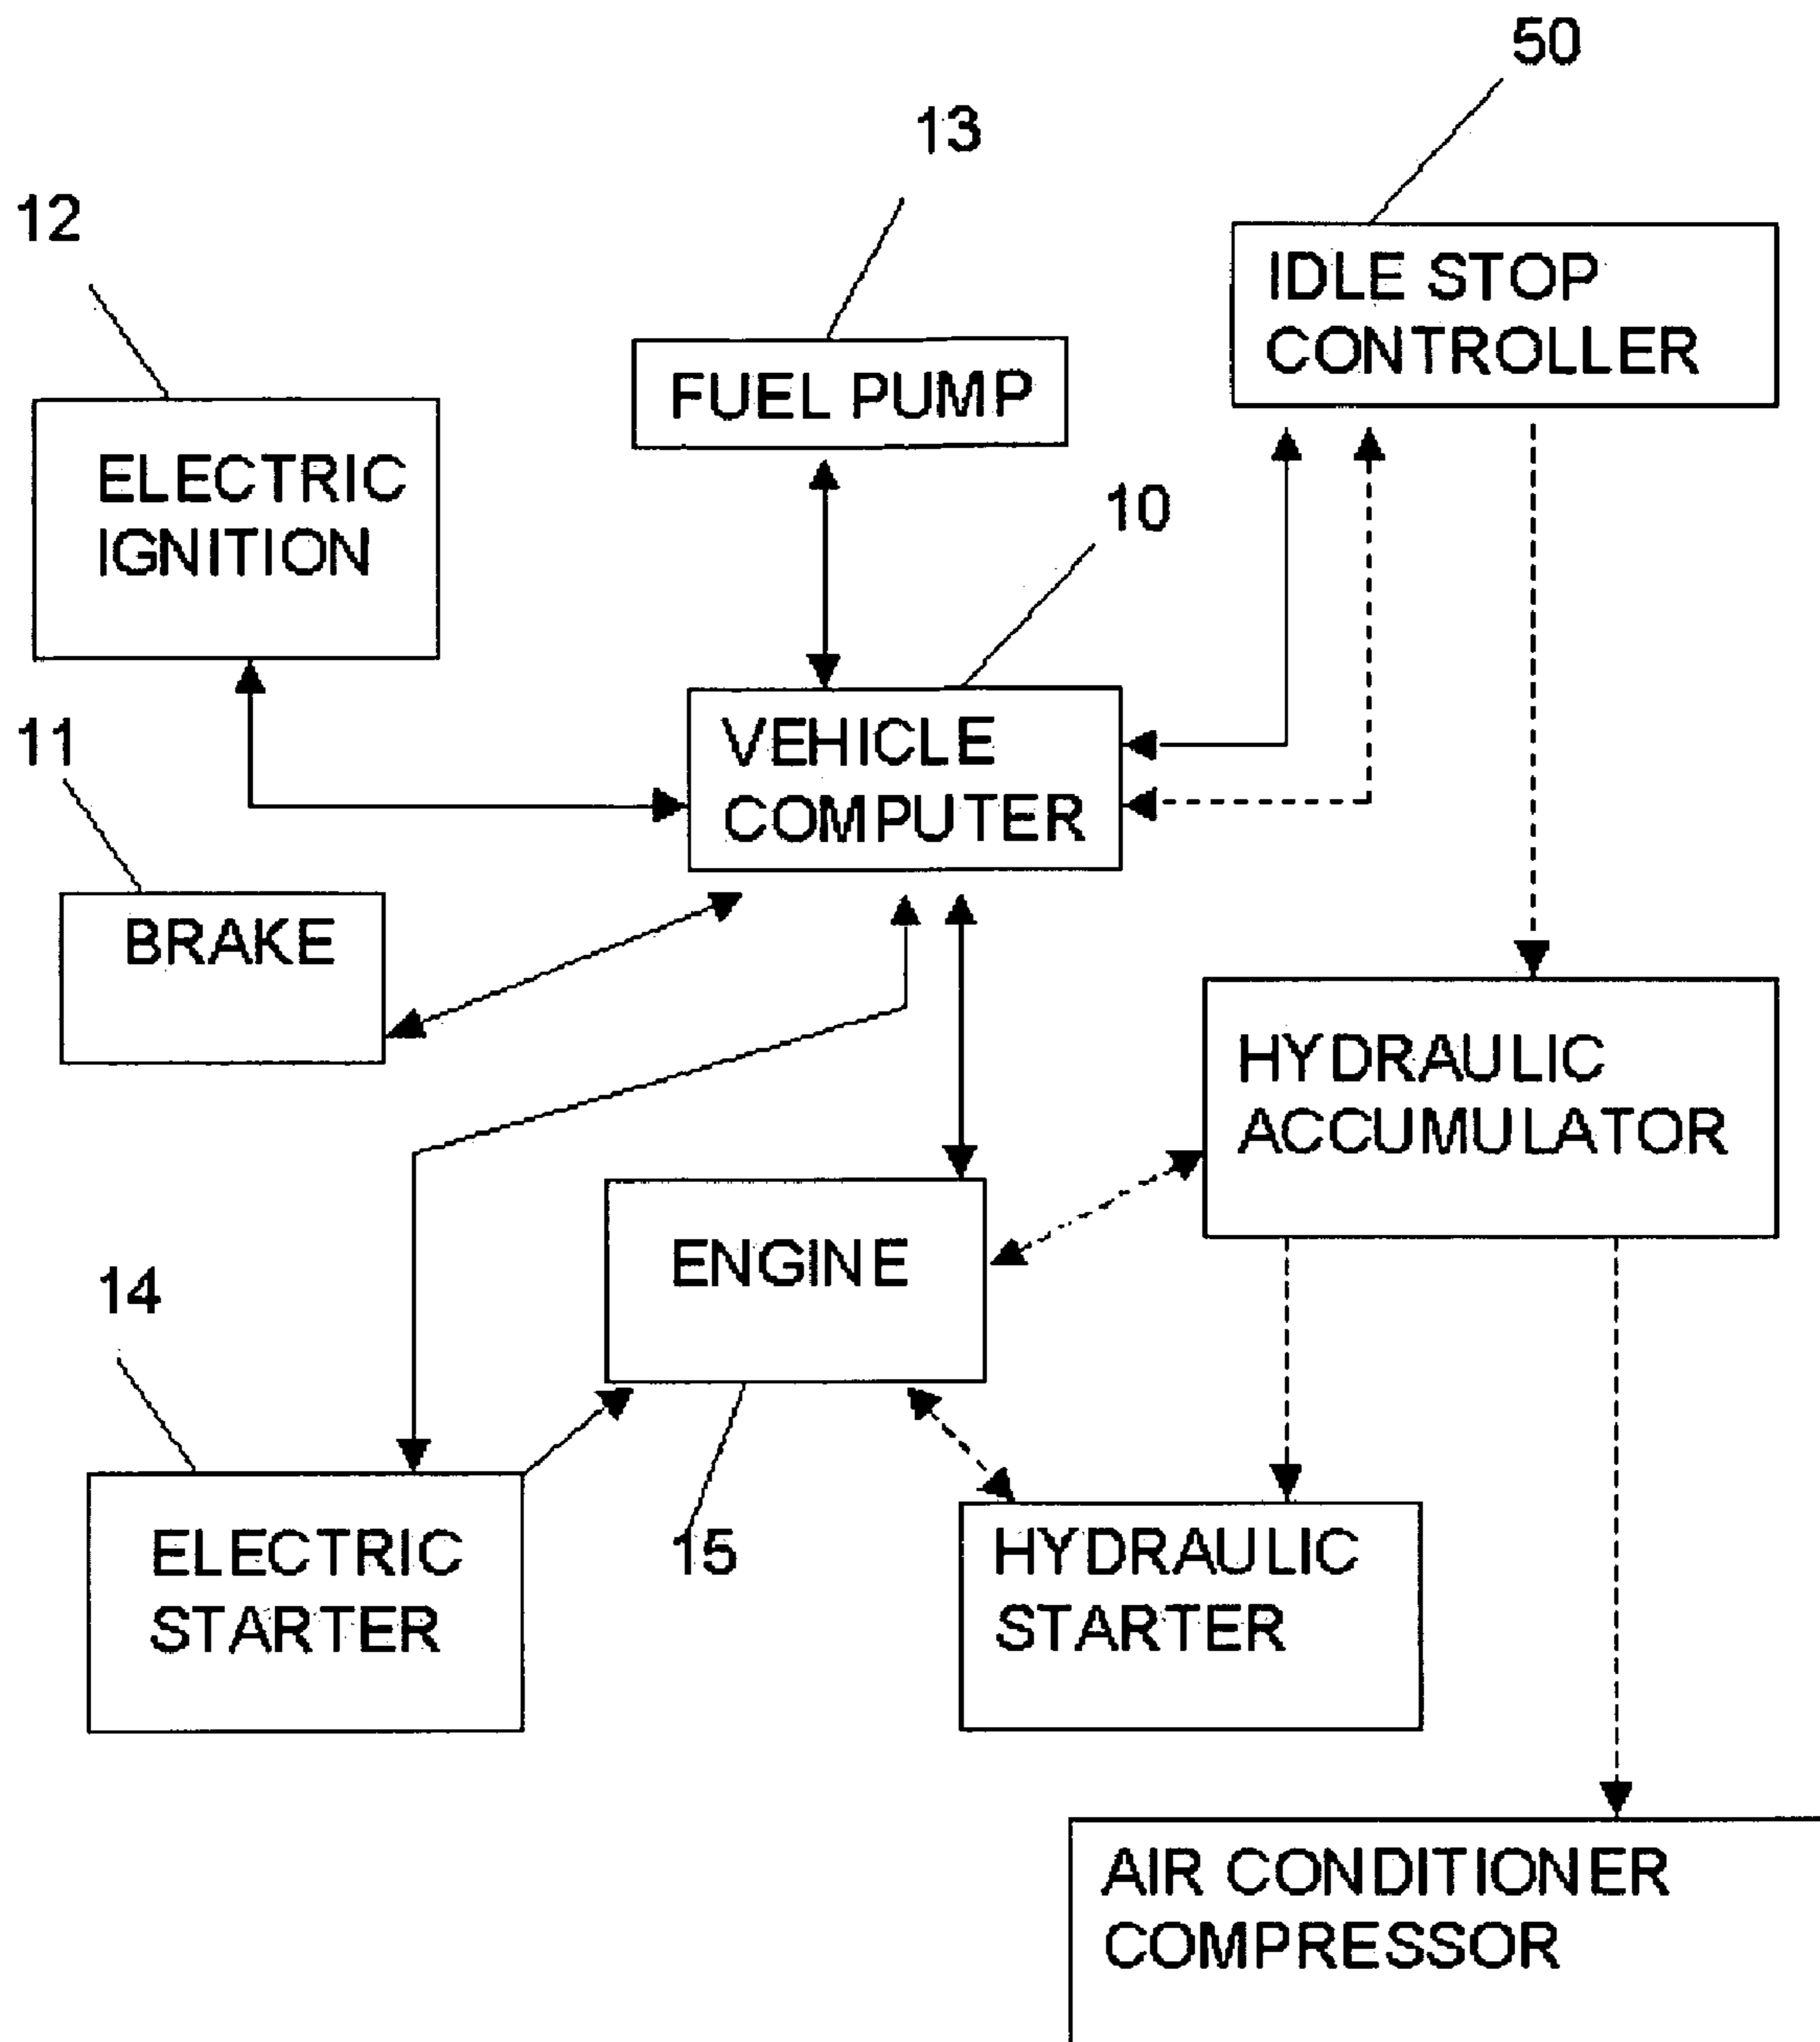 50
13
12
IDLE STOP
CONTROLLER
FUEL PUMP
ELECTRIC
IGNITION
10
11
VEHICLE
COMPUTER
BRAKE
HYDRAULIC
ACCUMULATOR
ENGINE
14
15
ELECTRIC
STARTER
HYDRAULIC
STARTER
AIR CONDITIONER
COMPRESSOR